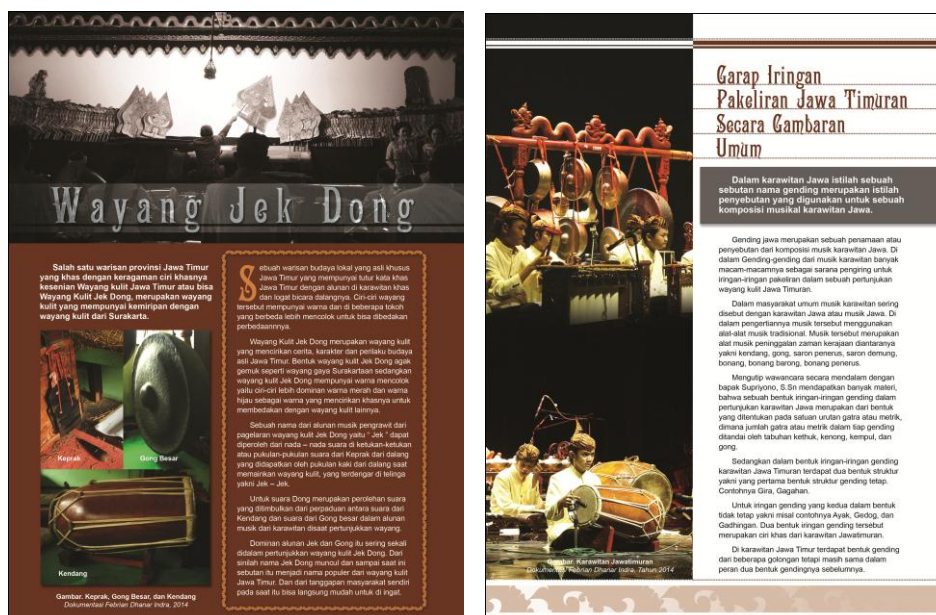 Wayang Jek Dong
Salah satu warisan provinsi Jawa Timur
yang khas dengan keragaman ciri khasnya
kesenian Wayang kulit Jawa Timur atau bisa
Wayang Kulit Jek Dong, merupakan wayang
kulit yang mempunyai kemiripan dengan
wayang kulit dari Surakarta.
Keprak
Gong Besar
Kendang
Gambar. Keprak, Gong Besar, dan Kendang
Dokumentasi Febrian Dhanar Indra, 2014
Sebuah warisan budaya lokal yang asli khusus
Jawa Timur yang mempunyai tutur kata khas
Jawa Timur dengan alunan di karawitan khas
dan logat bicara dalangnya. Ciri-ciri wayang
tersebut mempunyai warna dan di beberapa tokoh
yang berbeda lebih mencolok untuk bisa dibedakan
perbedaannnya.
Wayang Kulit Jek Dong merupakan wayang kulit
yang mencirikan cerita, karakter dan perilaku budaya
asli Jawa Timur. Bentuk wayang kulit Jek Dong agak
gemuk seperti wayang gaya Surakartaan sedangkan
wayang kulit Jek Dong mempunyai warna mencolok
yaitu ciri-ciri lebih dominan warna merah dan warna
hijau sebagai warna yang mencirikan khasnya untuk
membedakan dengan wayang kulit lainnya.
Sebuah nama dari alunan musik pengrawit dari
pagelaran wayang kulit Jek Dong yaitu " Jek " dapat
diperoleh dari nada – nada suara di ketukan-ketukan
atau pukulan-pukulan suara dari Keprak dari dalang
yang didapatkan oleh pukulan kaki dari dalang saat
memainkan wayang kulit, yang terdengar di telinga
yakni Jek – Jek.
Untuk suara Dong merupakan perolehan suara
yang ditimbulkan dari perpaduan antara suara dari
Kendang dan suara dari Gong besar dalam alunan
musik dari karawitan disaat pertunjukkan wayang.
Dominan alunan Jek dan Gong itu sering sekali
didalam pertunjukkan wayang kulit Jek Dong. Dari
sinilah nama Jek Dong muncul dan sampai saat ini
sebutan itu menjadi nama populer dari wayang kulit
Jawa Timur. Dan dari tanggapan masyarakat sendiri
pada saat itu bisa langsung mudah untuk di ingat.
Garap Iringan
Pakeliran Jawa Timuran
Secara Gambaran
Umum
Dalam karawitan Jawa istilah sebuah
sebutan nama gending merupakan istilah
penyebutan yang digunakan untuk sebuah
komposisi musikal karawitan Jawa.
Gending jawa merupakan sebuah penamaan atau
penyebutan dari komposisi musik karawitan Jawa. Di
dalam Gending-gending dari musik karawitan banyak
macam-macamnya sebagai sarana pengiring untuk
iringan-iringan pakeliran dalam sebuah pertunjukan
wayang kulit Jawa Timuran.
Dalam masyarakat umum musik karawitan sering
disebut dengan karawitan Jawa atau musik Jawa. Di
dalam pengertiannya musik tersebut menggunakan
alat-alat musik tradisional. Musik tersebut merupakan
alat musik peninggalan zaman kerajaan diantaranya
yakni kendang, gong, saron penerus, saron demung,
bonang, bonang barong, bonang penerus.
Mengutip wawancara secara mendalam dengan
bapak Supriyono, S.Sn mendapatkan banyak materi,
bahwa sebuah bentuk iringan-iringan gending dalam
pertunjukan karawitan Jawa merupakan dari bentuk
yang ditentukan pada satuan urutan gatra atau metrik,
dimana jumlah gatra atau metrik dalam tiap gending
ditandai oleh tabuhan kethuk, kenong, kempul, dan
gong.
Sedangkan dalam bentuk iringan-iringan gending
karawitan Jawa Timuran terdapat dua bentuk struktur
yakni yang pertama bentuk struktur gending tetap.
Contohnya Gira, Gagahan.
Untuk iringan gending yang kedua dalam bentuk
tidak tetap yakni misal contohnya Ayak, Gedog, dan
Gadhingan. Dua bentuk iringan gending tersebut
merupakan ciri khas dari karawitan Jawatimuran.
Di karawitan Jawa Timur terdapat bentuk gending
dari beberapa golongan tetapi masih sama dalam
peran dua bentuk gendingnya sebelumnya.
Gambar. Karawitan Jawatimuran
Dokumentasi Febrian Dhanar Indra, Tahun 2014